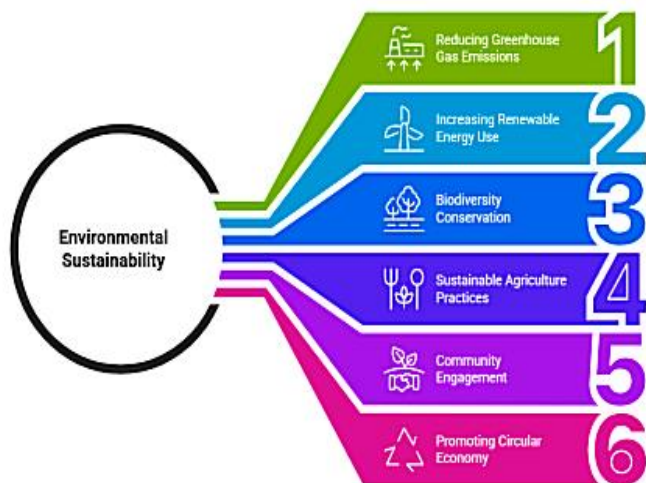 Environmental
Sustainability
Reducing Greenhouse
Gas Emissions
1
Increasing Renewable
Energy Use
2
Biodiversity
Conservation
3
Sustainable Agriculture
Practices
4
Community
Engagement
5
Promoting Circular
Economy
6